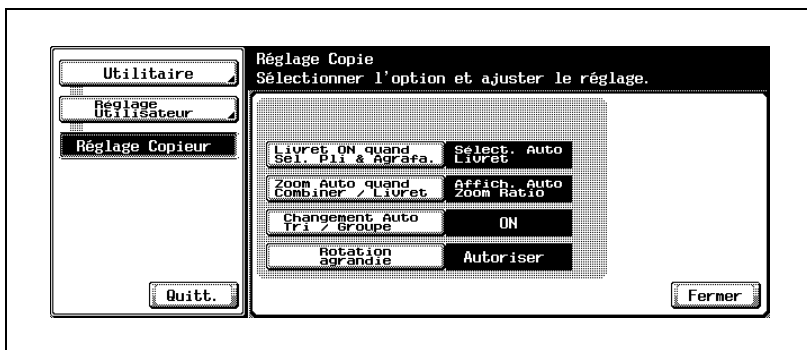 Utilitaire
Réglage
Utilisateur
Réglage Copieur
Quitt.
Réglage Copie
Sélectionner l'option et ajuster le réglage.
Livret ON quand
Sel. Pli & Agrafa.
Sélect. Auto
Livret
Zoom Auto quand
Combiner / Livret
Affich. Auto
Zoom Ratio
Changement Auto
Tri / Groupe
ON
Rotation
agrandie
Autoriser
Fermer